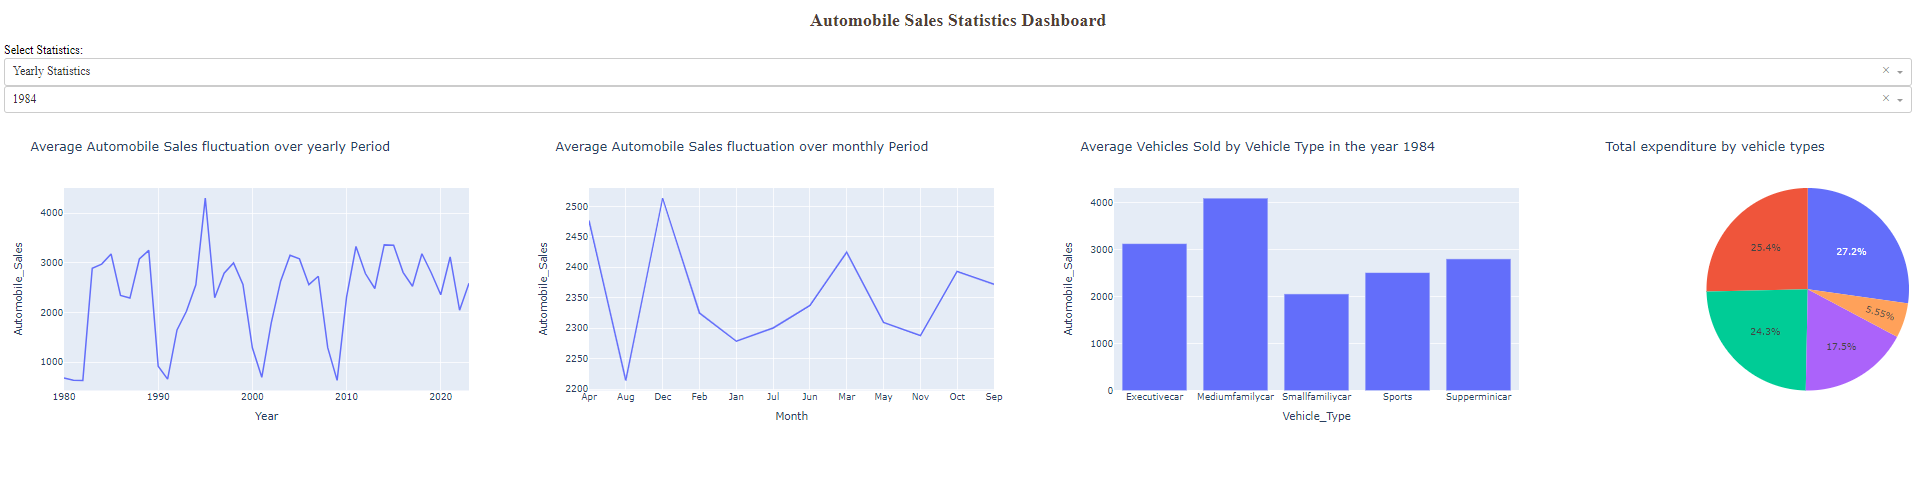 Automobile Sales Statistics Dashboard
Select Statistics:
Yearly Statistics
×
1984
×
Average Automobile Sales fluctuation over yearly Period
Automobile_Sales
4000
3000
2000
1000
1980 1990 2000 2010 2020
Year
Average Automobile Sales fluctuation over monthly Period
Automobile_Sales
2500
2450
2400
2350
2300
2250
2200
Apr Aug Dec Feb Jan Jul Jun Mar May Nov Oct Sep
Month
Average Vehicles Sold by Vehicle Type in the year 1984
Automobile_Sales
4000
3000
2000
1000
0
Executivecar Mediumfamilycar Smallfamiliycar Sports Supperminicar
Vehicle_Type
Total expenditure by vehicle types
25.4%
27.2%
5.55%
24.3%
17.5%